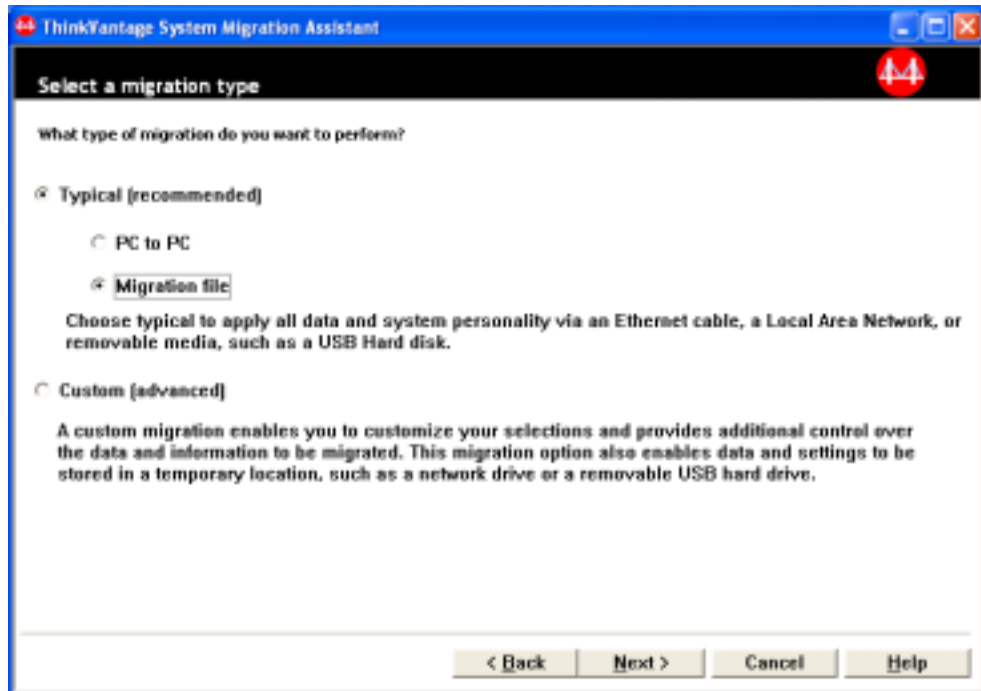 ThinkVantage System Migration Assistant
Select a migration type
What type of migration do you want to perform?
Typical (recommended)
PC to PC
Migration file
Choose typical to apply all data and system personality via an Ethernet cable, a Local Area Network, or
removable media, such as a USB Hard disk.
Custom (advanced)
A custom migration enables you to customize your selections and provides additional control over
the data and information to be migrated. This migration option also enables data and settings to be
stored in a temporary location, such as a network drive or a removable USB hard drive.
< Back Next > Cancel Help